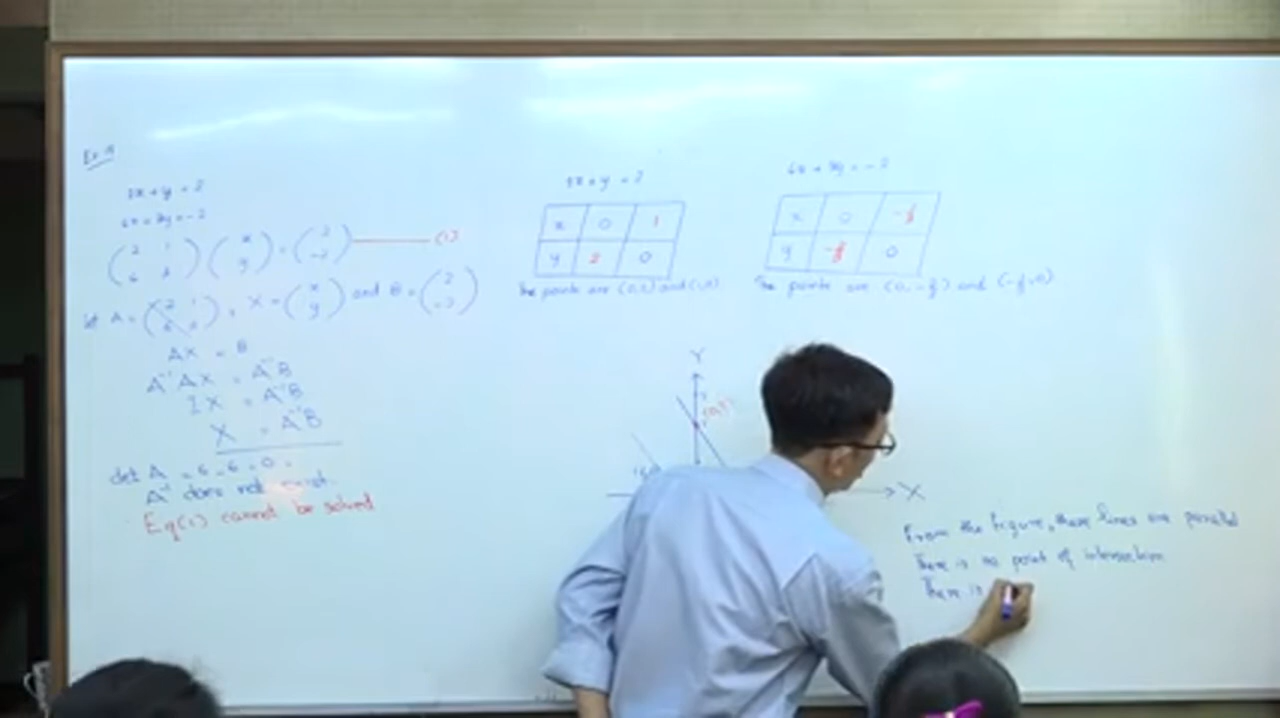 2x + y = 2
6x + 3y = -2
( 2 1 6 3 ) ( x y ) = ( 2 -2 ) (1)
let A = ( 2 1 6 3 ), X = ( x y ) and B = ( 2 -2 )
AX = B
A⁻¹AX = A⁻¹B
IX = A⁻¹B
X = A⁻¹B
det A = 6 - 6 = 0.
A⁻¹ does not exist.
Eq(1) cannot be solved
2x + y = 2
x 0 1
y 2 0
The points are (0,2) and (1,0)
6x + 3y = -2
x 0 -1/3
y -2/3 0
The points are (0, -2/3) and (-1/3, 0)
Y
X
From the figure, these lines are parallel
There is no point of intersection
There is